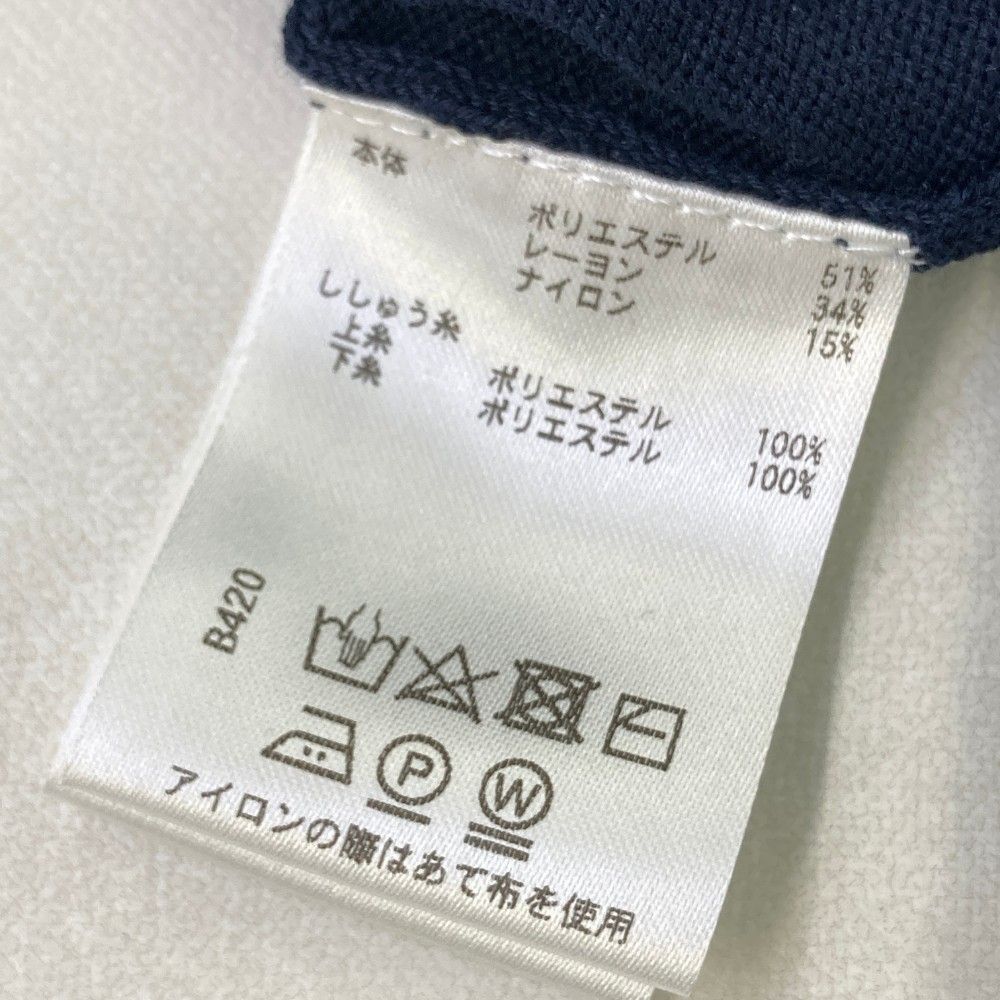 本体
ポリエステル 51%
レーヨン 34%
ナイロン 15%
ししゅう糸
上糸 ポリエステル 100%
下糸 ポリエステル 100%
B420
P
W
アイロンの際はあて布を使用